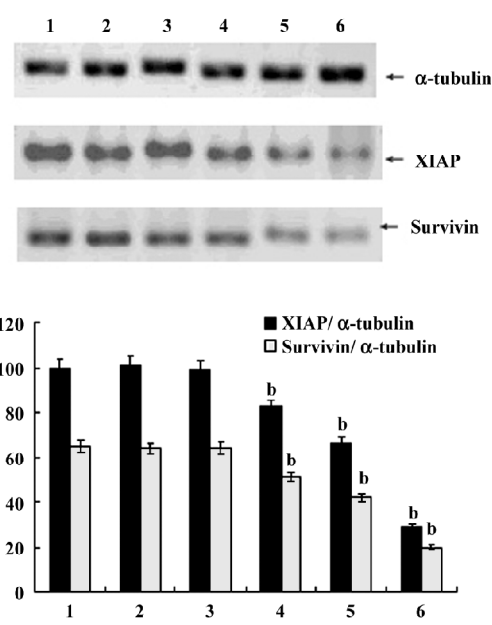 1 2 3 4 5 6
α-tubulin
XIAP
Survivin
XIAP/ α-tubulin
Survivin/ α-tubulin
120
100
80
60
40
20
0
b
b
b
b
b
b
1 2 3 4 5 6